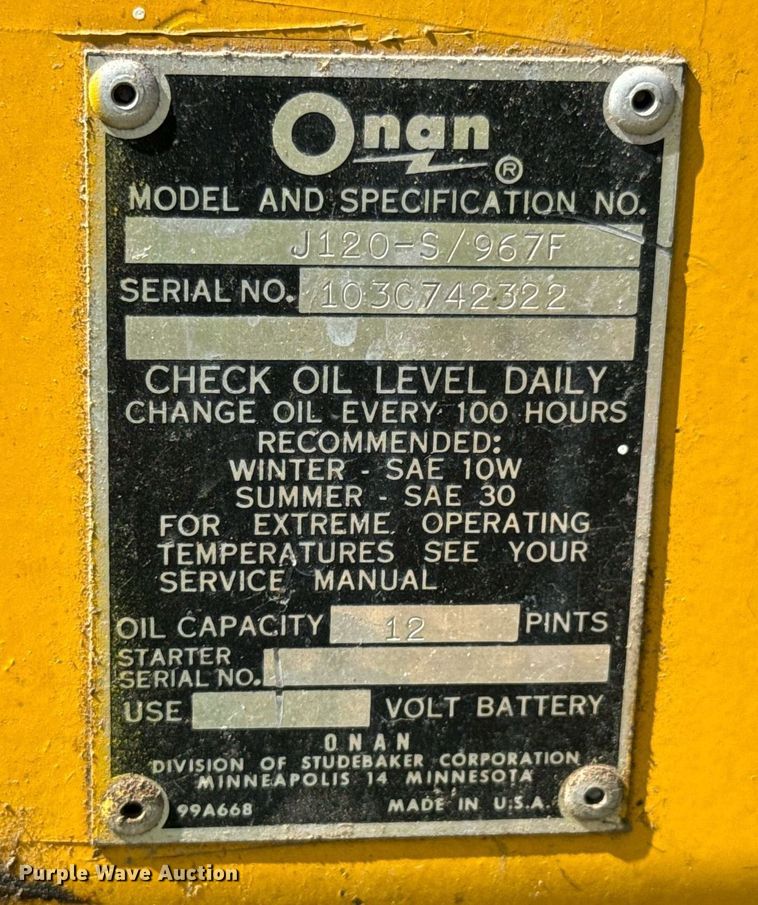 Onan ®
MODEL AND SPECIFICATION NO.
J120-S/967F
SERIAL NO. 103C742322
CHECK OIL LEVEL DAILY
CHANGE OIL EVERY 100 HOURS
RECOMMENDED:
WINTER - SAE 10W
SUMMER - SAE 30
FOR EXTREME OPERATING
TEMPERATURES SEE YOUR
SERVICE MANUAL
OIL CAPACITY 12 PINTS
STARTER
SERIAL NO.
USE VOLT BATTERY
ONAN
DIVISION OF STUDEBAKER CORPORATION
MINNEAPOLIS 14 MINNESOTA
99A668 MADE IN U.S.A.
Purple Wave Auction